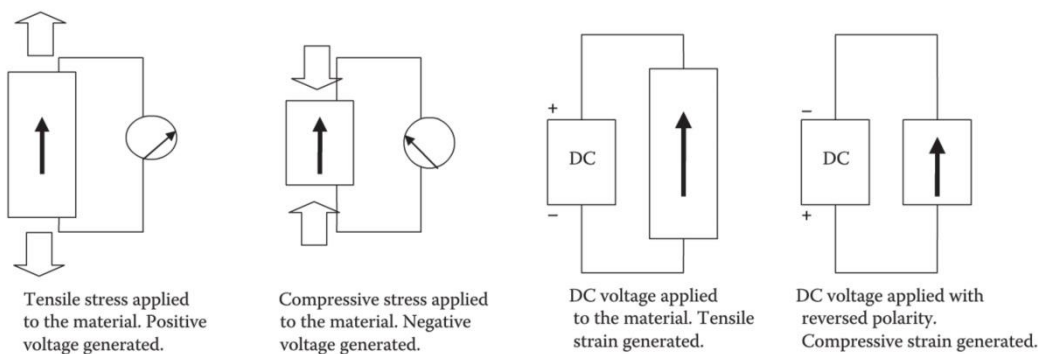 +
DC
−
−
DC
+
Tensile stress applied
to the material. Positive
voltage generated.
Compressive stress applied
to the material. Negative
voltage generated.
DC voltage applied
to the material. Tensile
strain generated.
DC voltage applied with
reversed polarity.
Compressive strain generated.